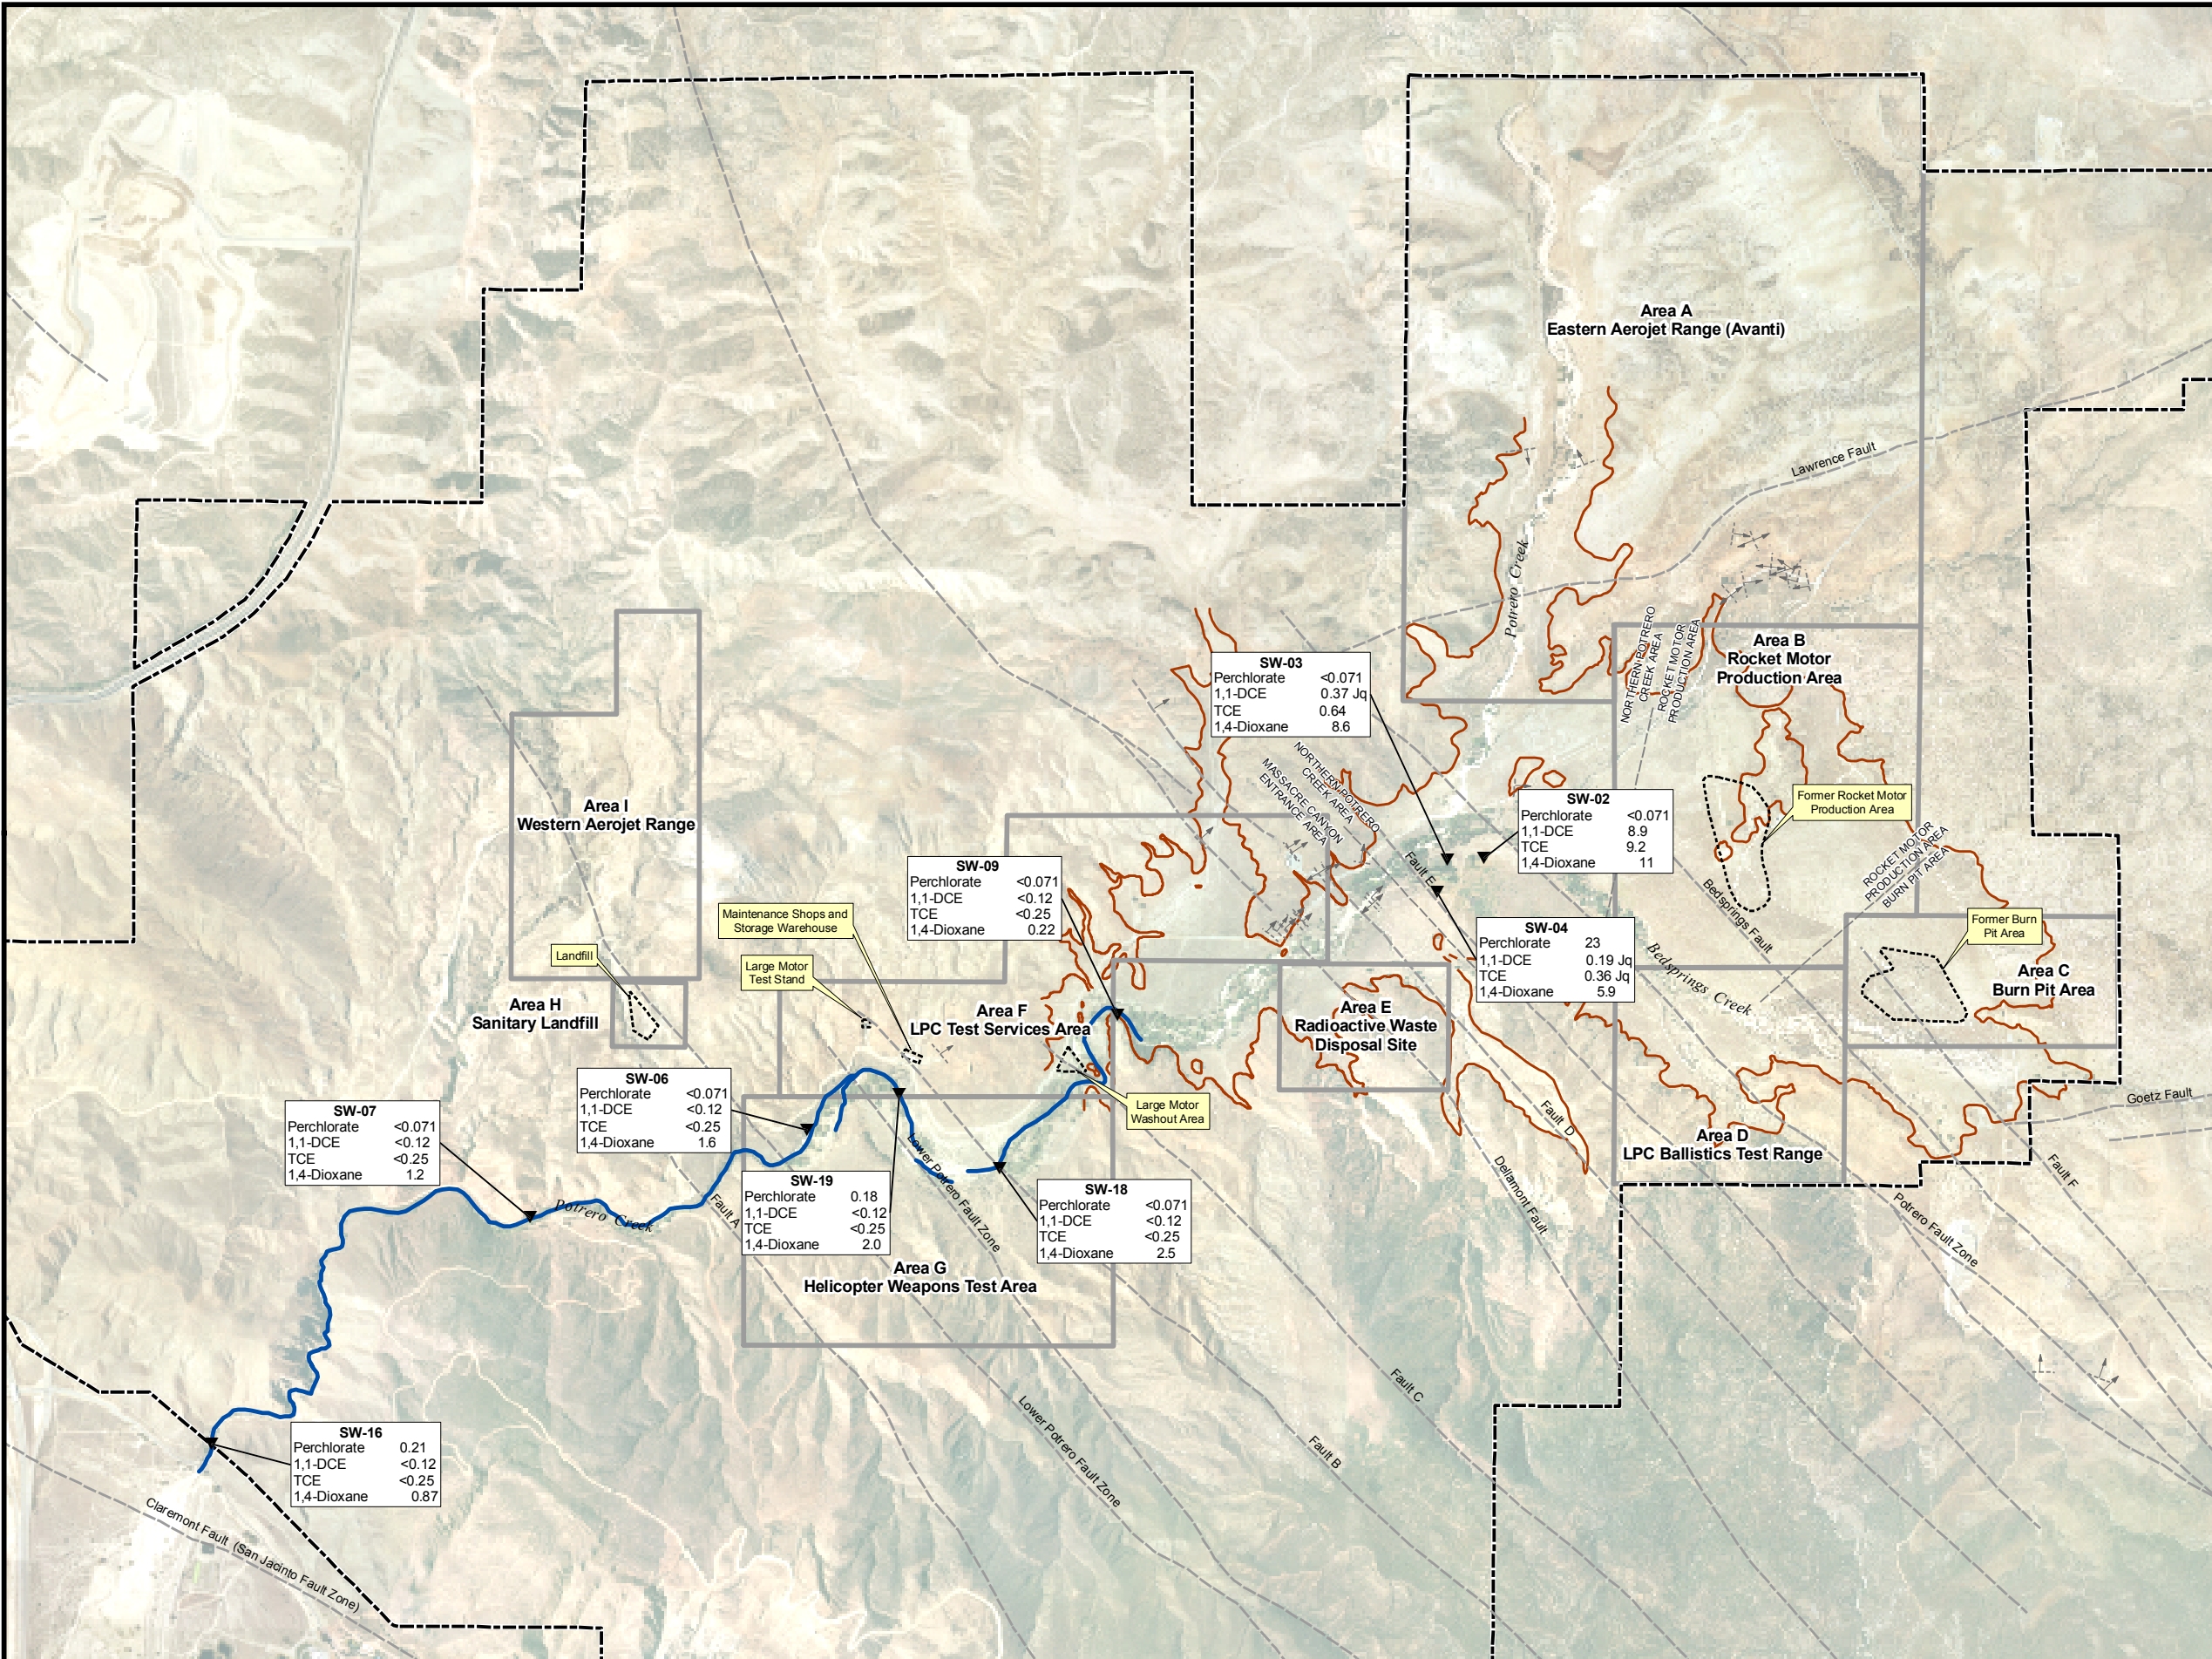 Area A
Eastern Aerojet Range (Avanti)
Lawrence Fault
Potrero Creek
NORTHERN POTRERO
CREEK AREA
ROCKET MOTOR
PRODUCTION AREA
Area B
Rocket Motor
Production Area
SW-03
Perchlorate <0.071
1,1-DCE 0.37 Jq
TCE 0.64
1,4-Dioxane 8.6
NORTHERN POTRERO
CREEK AREA
MASSACRE CANYON
ENTRANCE AREA
SW-02
Perchlorate <0.071
1,1-DCE 8.9
TCE 9.2
1,4-Dioxane 11
Former Rocket Motor
Production Area
Area I
Western Aerojet Range
Fault E
ROCKET MOTOR
PRODUCTION AREA
BURN PIT AREA
Bedsprings Fault
SW-09
Perchlorate <0.071
1,1-DCE <0.12
TCE <0.25
1,4-Dioxane 0.22
Maintenance Shops and
Storage Warehouse
Former Burn
Pit Area
SW-04
Perchlorate 23
1,1-DCE 0.19 Jq
TCE 0.36 Jq
1,4-Dioxane 5.9
Landfill
Large Motor
Test Stand
Bedsprings Creek
Area C
Burn Pit Area
Area H
Sanitary Landfill
Area F
LPC Test Services Area
Area E
Radioactive Waste
Disposal Site
SW-06
Perchlorate <0.071
1,1-DCE <0.12
TCE <0.25
1,4-Dioxane 1.6
Large Motor
Washout Area
Goetz Fault
SW-07
Perchlorate <0.071
1,1-DCE <0.12
TCE <0.25
1,4-Dioxane 1.2
Fault D
Area D
LPC Ballistics Test Range
Lower Potrero Fault Zone
Dellamont Fault
Fault F
SW-19
Perchlorate 0.18
1,1-DCE <0.12
TCE <0.25
1,4-Dioxane 2.0
SW-18
Perchlorate <0.071
1,1-DCE <0.12
TCE <0.25
1,4-Dioxane 2.5
Potrero Creek
Fault A
Potrero Fault Zone
Area G
Helicopter Weapons Test Area
Fault C
Lower Potrero Fault Zone
Fault B
SW-16
Perchlorate 0.21
1,1-DCE <0.12
TCE <0.25
1,4-Dioxane 0.87
Claremont Fault (San Jacinto Fault Zone)